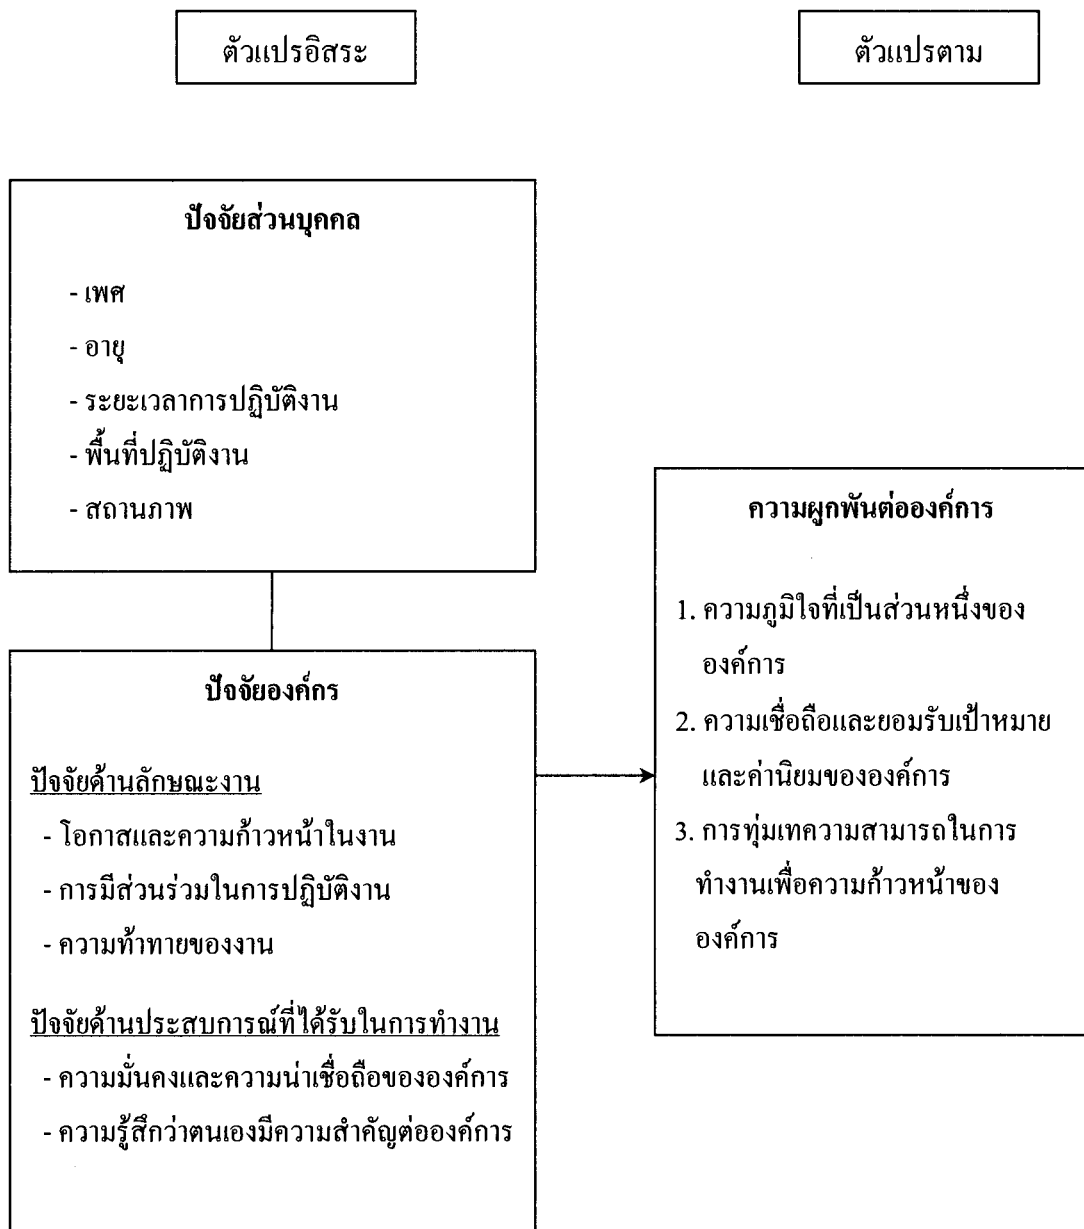 ตัวแปรอิสระ
ตัวแปรตาม
ปัจจัยส่วนบุคคล
- เพศ
- อายุ
- ระยะเวลาการปฏิบัติงาน
- พื้นที่ปฏิบัติงาน
- สถานภาพ
ปัจจัยองค์กร
ปัจจัยด้านลักษณะงาน
- โอกาสและความก้าวหน้าในงาน
- การมีส่วนร่วมในการปฏิบัติงาน
- ความท้าทายของงาน
ปัจจัยด้านประสบการณ์ที่ได้รับในการทำงาน
- ความมั่นคงและความน่าเชื่อถือขององค์การ
- ความรู้สึกว่าตนเองมีความสำคัญต่อองค์การ
ความผูกพันต่อองค์การ
1. ความภูมิใจที่เป็นส่วนหนึ่งของ
องค์การ
2. ความเชื่อถือและยอมรับเป้าหมาย
และค่านิยมขององค์การ
3. การทุ่มเทความสามารถในการ
ทำงานเพื่อความก้าวหน้าของ
องค์การ